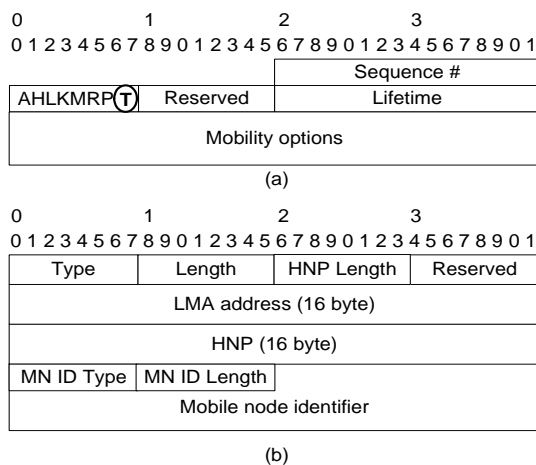 0 1 2 3
0 1 2 3 4 5 6 7 8 9 0 1 2 3 4 5 6 7 8 9 0 1 2 3 4 5 6 7 8 9 0 1
Sequence #
AHLKMRP T Reserved Lifetime
Mobility options
(a)
0 1 2 3
0 1 2 3 4 5 6 7 8 9 0 1 2 3 4 5 6 7 8 9 0 1 2 3 4 5 6 7 8 9 0 1
Type Length HNP Length Reserved
LMA address (16 byte)
HNP (16 byte)
MN ID Type MN ID Length
Mobile node identifier
(b)